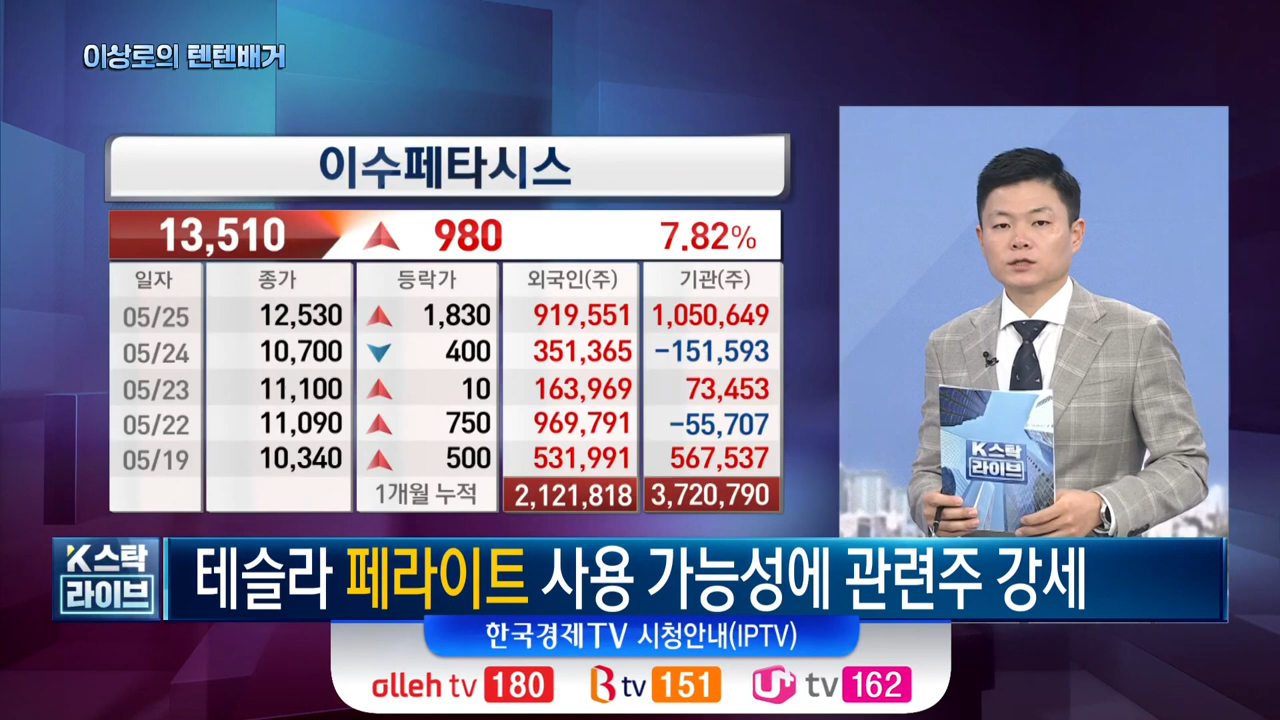 이상로의 텐텐배거
이수페타시스
13,510 ▲ 980 7.82%
일자 종가 등락가 외국인(주) 기관(주)
05/25 12,530 ▲ 1,830 919,551 1,050,649
05/24 10,700 ▼ 400 351,365 -151,593
05/23 11,100 ▲ 10 163,969 73,453
05/22 11,090 ▲ 750 969,791 -55,707
05/19 10,340 ▲ 500 531,991 567,537
1개월 누적 2,121,818 3,720,790
K스탁
라이브
K스탁
라이브
테슬라 페라이트 사용 가능성에 관련주 강세
한국경제TV 시청안내(IPTV)
olleh tv 180 B tv 151 U+ tv 162